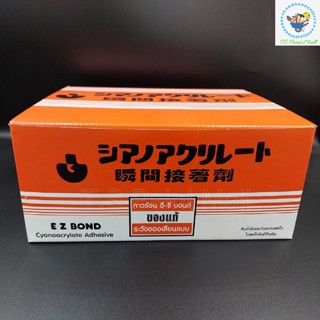 シアノアクリレート
瞬間接着剤
E-Z BOND
Cyanoacrylate Adhesive
กาวร้อน อี-ซี บอนด์
ของแท้
ระวังของเลียนแบบ